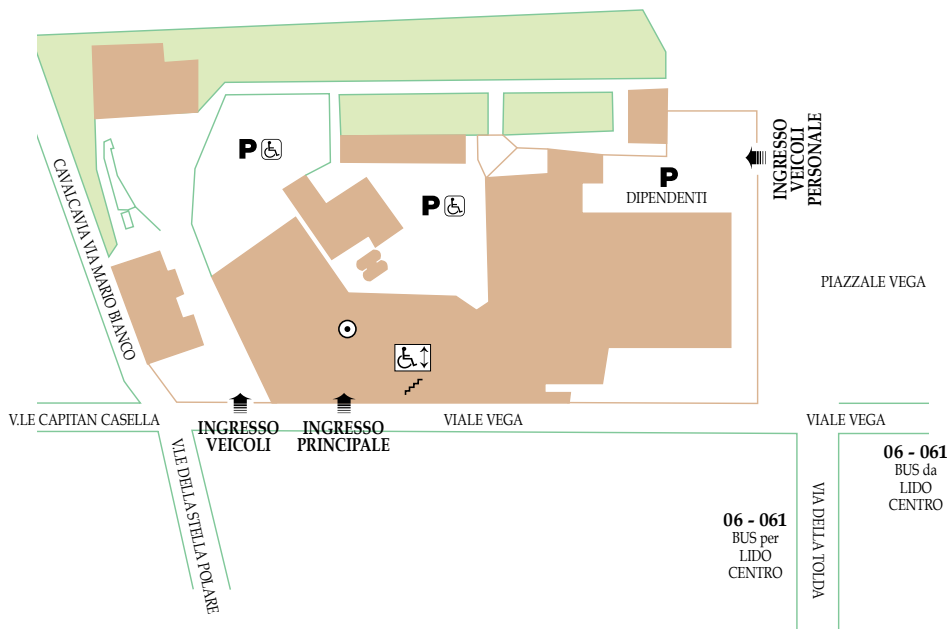 P
P
P
DIPENDENTI
INGRESSO
VEICOLI
PERSONALE
CAVALCAVIA VIA MARIO BIANCO
PIAZZALE VEGA
V.LE CAPITAN CASELLA
INGRESSO
VEICOLI
INGRESSO
PRINCIPALE
VIALE VEGA
VIALE VEGA
V.LE DELLA STELLA POLARE
06 - 061
BUS per
LIDO
CENTRO
VIA DELLA TOLDA
06 - 061
BUS da
LIDO
CENTRO